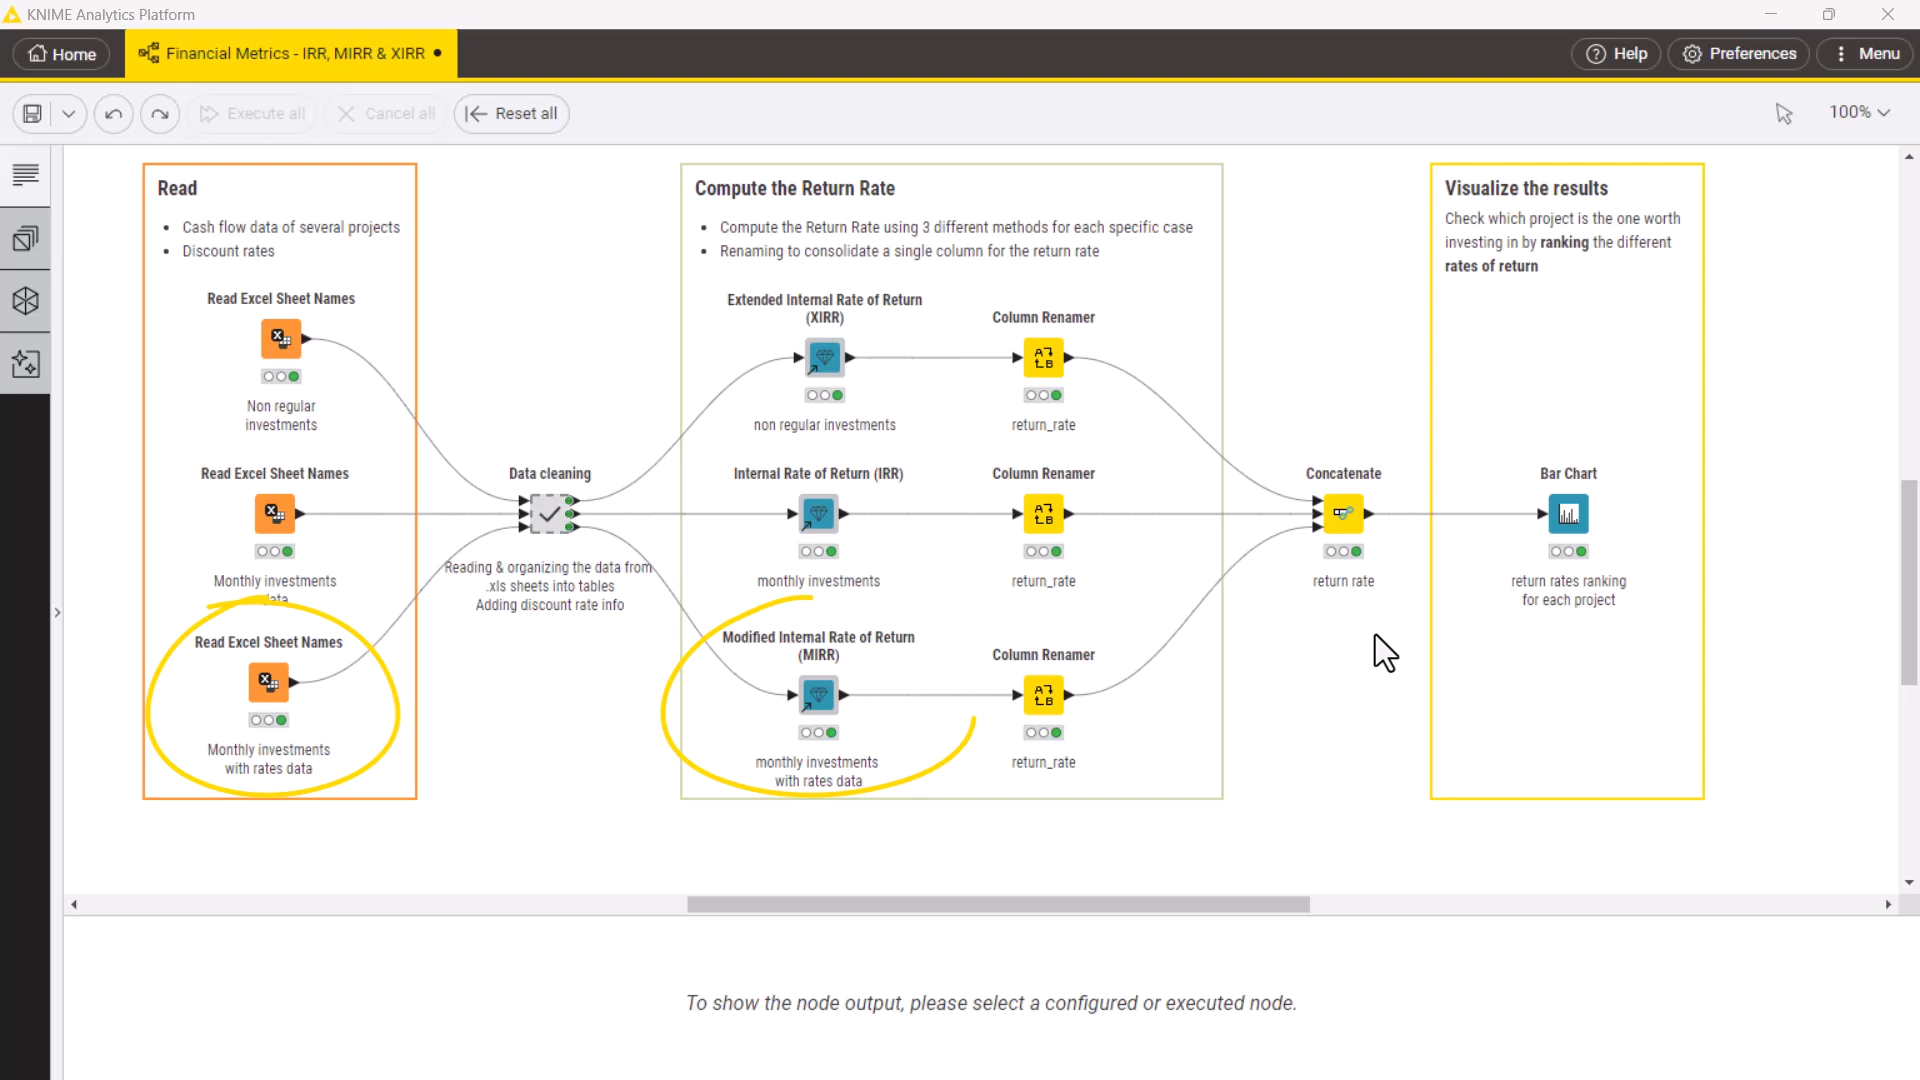 KNIME Analytics Platform
Home
Financial Metrics - IRR, MIRR & XIRR
Help
Preferences
Menu
Execute all
Cancel all
Reset all
100%
Read
Cash flow data of several projects
Discount rates
Read Excel Sheet Names
Non regular
investments
Read Excel Sheet Names
Monthly investments
data
Read Excel Sheet Names
Monthly investments
with rates data
Data cleaning
Reading & organizing the data from
.xls sheets into tables
Adding discount rate info
Compute the Return Rate
Compute the Return Rate using 3 different methods for each specific case
Renaming to consolidate a single column for the return rate
Extended Internal Rate of Return
(XIRR)
non regular investments
Column Renamer
return_rate
Internal Rate of Return (IRR)
monthly investments
Column Renamer
return_rate
Modified Internal Rate of Return
(MIRR)
monthly investments
with rates data
Column Renamer
return_rate
Concatenate
return rate
Visualize the results
Check which project is the one worth
investing in by ranking the different
rates of return
Bar Chart
return rates ranking
for each project
To show the node output, please select a configured or executed node.